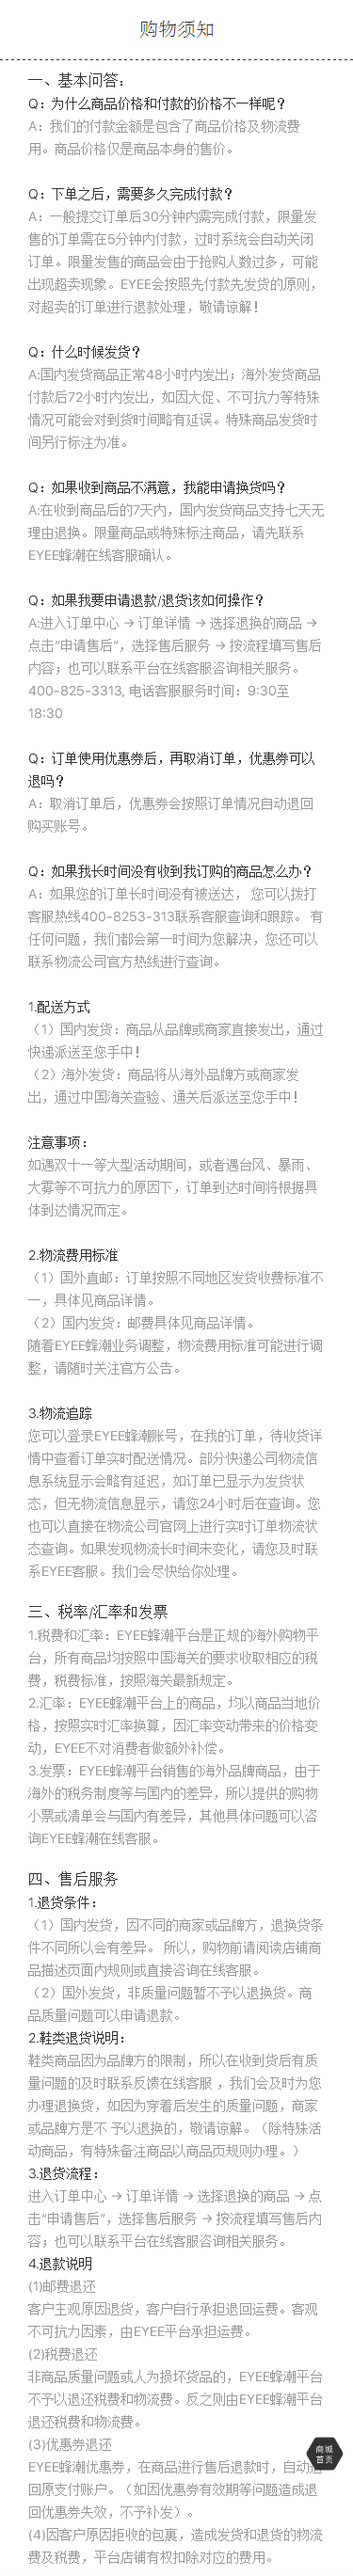 购物须知
一、基本问答：
Q：为什么商品价格和付款的价格不一样呢？
A：我们的付款金额是包含了商品价格及物流费
用。商品价格仅是商品本身的售价。
Q：下单之后，需要多久完成付款？
A：一般提交订单后30分钟内需完成付款，限量发
售的订单需在5分钟内付款，过时系统会自动关闭
订单。限量发售的商品会由于抢购人数过多，可能
出现超卖现象。EYEE会按照先付款先发货的原则，
对超卖的订单进行退款处理，敬请谅解！
Q：什么时候发货？
A:国内发货商品正常48小时内发出；海外发货商品
付款后72小时内发出，如因大促、不可抗力等特殊
情况可能会对到货时间略有延误。特殊商品发货时
间另行标注为准。
Q：如果收到商品不满意，我能申请换货吗？
A:在收到商品后的7天内，国内发货商品支持七天无
理由退换。限量商品或特殊标注商品，请先联系
EYEE蜂潮在线客服确认。
Q：如果我要申请退款/退货该如何操作？
A:进入订单中心 → 订单详情 → 选择退换的商品 →
点击“申请售后”，选择售后服务 → 按流程填写售后
内容；也可以联系平台在线客服咨询相关服务。
400-825-3313, 电话客服服务时间：9:30至
18:30
Q：订单使用优惠券后，再取消订单，优惠券可以
退吗？
A：取消订单后，优惠券会按照订单情况自动退回
购买账号。
Q：如果我长时间没有收到我订购的商品怎么办？
A：如果您的订单长时间没有被送达， 您可以拨打
客服热线400-8253-313联系客服查询和跟踪。 有
任何问题，我们都会第一时间为您解决，您还可以
联系物流公司官方热线进行查询。
1.配送方式
（1）国内发货：商品从品牌或商家直接发出，通过
快递派送至您手中！
（2）海外发货：商品将从海外品牌方或商家发
出，通过中国海关查验、通关后派送至您手中！
注意事项：
如遇双十一等大型活动期间，或者遇台风、暴雨、
大雾等不可抗力的原因下，订单到达时间将根据具
体到达情况而定。
2.物流费用标准
（1）国外直邮：订单按照不同地区发货收费标准不
一，具体见商品详情。
（2）国内发货：邮费具体见商品详情。
随着EYEE蜂潮业务调整，物流费用标准可能进行调
整，请随时关注官方公告。
3.物流追踪
您可以登录EYEE蜂潮账号，在我的订单，待收货详
情中查看订单实时配送情况。部分快递公司物流信
息系统显示会略有延迟，如订单已显示为发货状
态，但无物流信息显示，请您24小时后在查询。您
也可以直接在物流公司官网上进行实时订单物流状
态查询。如果发现物流长时间未变化，请您及时联
系EYEE客服。我们会尽快给你处理。
三、税率/汇率和发票
1.税费和汇率：EYEE蜂潮平台是正规的海外购物平
台，所有商品均按照中国海关的要求收取相应的税
费，税费标准，按照海关最新规定。
2.汇率：EYEE蜂潮平台上的商品，均以商品当地价
格，按照实时汇率换算，因汇率变动带来的价格变
动，EYEE不对消费者做额外补偿。
3.发票：EYEE蜂潮平台销售的海外品牌商品，由于
海外的税务制度等与国内的差异，所以提供的购物
小票或清单会与国内有差异，其他具体问题可以咨
询EYEE蜂潮在线客服。
四、售后服务
1.退货条件：
（1）国内发货，因不同的商家或品牌方，退换货条
件不同所以会有差异。 所以，购物前请阅读店铺商
品描述页面内规则或直接咨询在线客服。
（2）国外发货，非质量问题暂不予以退换货。商
品质量问题可以申请退款。
2.鞋类退货说明：
鞋类商品因为品牌方的限制，所以在收到货后有质
量问题的及时联系反馈在线客服 ，我们会及时为您
办理退换货，如因为穿着后发生的质量问题，商家
或品牌方是不 予以退换的，敬请谅解。（除特殊活
动商品，有特殊备注商品以商品页规则办理。）
3.退货流程：
进入订单中心 → 订单详情 → 选择退换的商品 → 点
击“申请售后”，选择售后服务 → 按流程填写售后内
容；也可以联系平台在线客服咨询相关服务。
4.退款说明
(1)邮费退还
客户主观原因退货，客户自行承担退回运费。客观
不可抗力因素，由EYEE平台承担运费。
(2)税费退还
非商品质量问题或人为损坏货品的，EYEE蜂潮平台
不予以退还税费和物流费。反之则由EYEE蜂潮平台
退还税费和物流费。
(3)优惠券退还
EYEE蜂潮优惠券，在商品进行售后退款时，自动
回原支付账户。（如因优惠券有效期等问题造成退
回优惠券失效，不予补发）。
(4)因客户原因拒收的包裹，造成发货和退货的物流
费及税费，平台店铺有权扣除对应的费用。
商城
首页